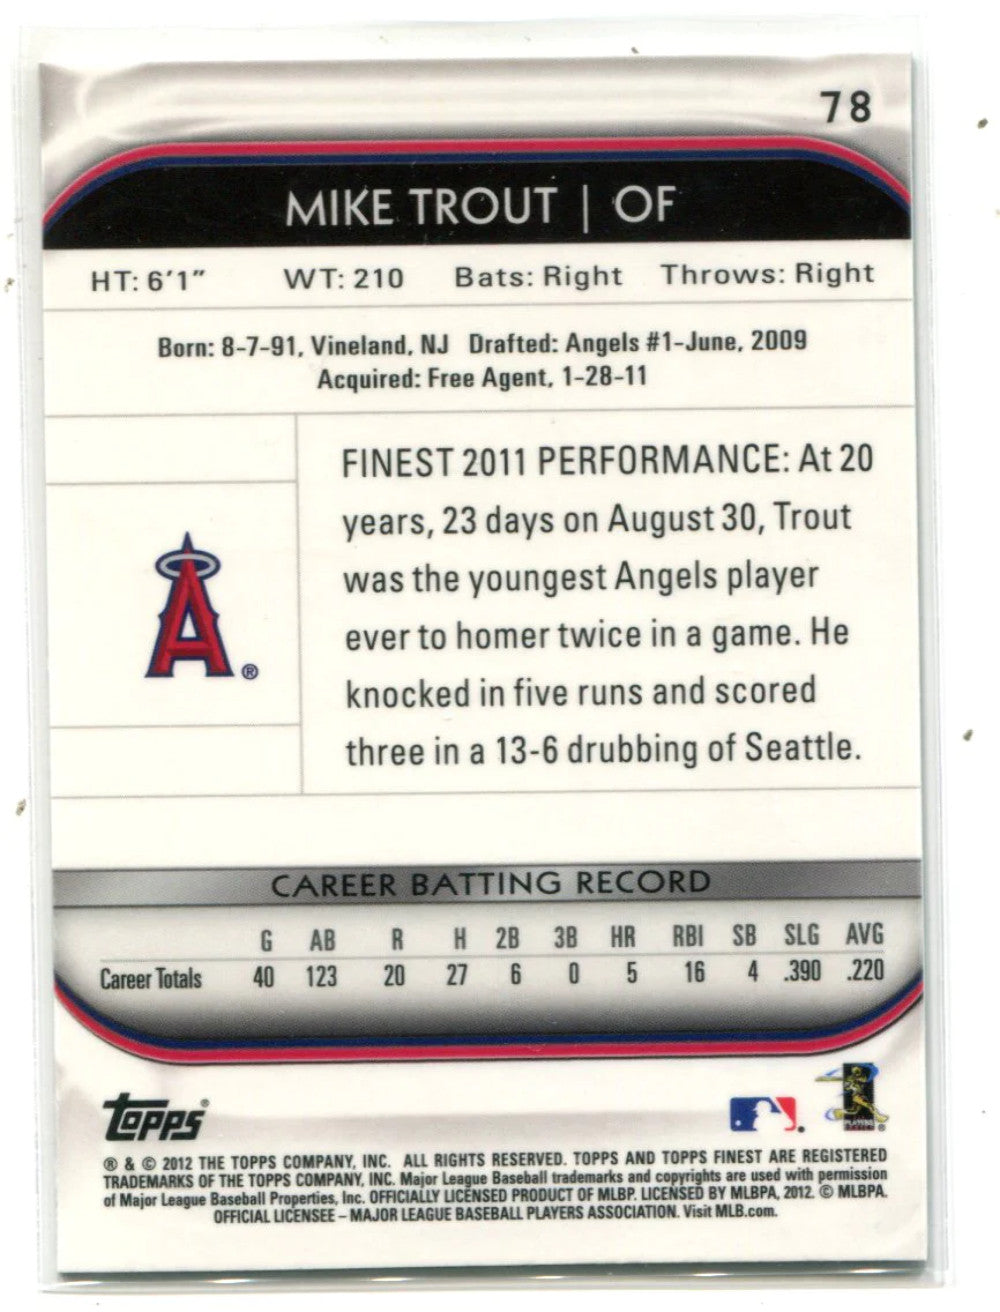 78
MIKE TROUT | OF
HT: 6'1" WT: 210 Bats: Right Throws: Right
Born: 8-7-91, Vineland, NJ Drafted: Angels #1-June, 2009
Acquired: Free Agent, 1-28-11
FINEST 2011 PERFORMANCE: At 20
years, 23 days on August 30, Trout
was the youngest Angels player
ever to homer twice in a game. He
knocked in five runs and scored
three in a 13-6 drubbing of Seattle.
A®
CAREER BATTING RECORD
G AB R H 2B 3B HR RBI SB SLG AVG
Career Totals 40 123 20 27 6 0 5 16 4 .390 .220
Topps®
PLAYERS ®
® & © 2012 THE TOPPS COMPANY, INC. ALL RIGHTS RESERVED. TOPPS AND TOPPS FINEST ARE REGISTERED
TRADEMARKS OF THE TOPPS COMPANY, INC. Major League Baseball trademarks and copyrights are used with permission
of Major League Baseball Properties, Inc. OFFICIALLY LICENSED PRODUCT OF MLBP. LICENSED BY MLBPA, 2012. © MLBPA.
OFFICIAL LICENSEE – MAJOR LEAGUE BASEBALL PLAYERS ASSOCIATION. Visit MLB.com.